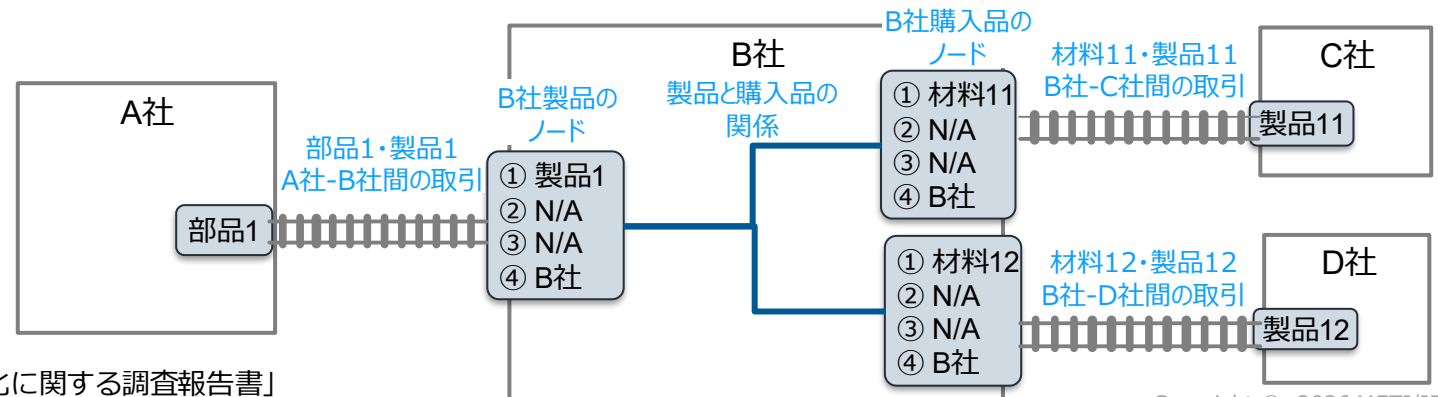 A社
部品1
部品1・製品1
A社-B社間の取引
B社製品の
ノード
① 製品1
② N/A
③ N/A
④ B社
B社
製品と購入品の
関係
B社購入品の
ノード
① 材料11
② N/A
③ N/A
④ B社
材料11・製品11
B社-C社間の取引
C社
製品11
① 材料12
② N/A
③ N/A
④ B社
材料12・製品12
B社-D社間の取引
D社
製品12
に関する調査報告書」